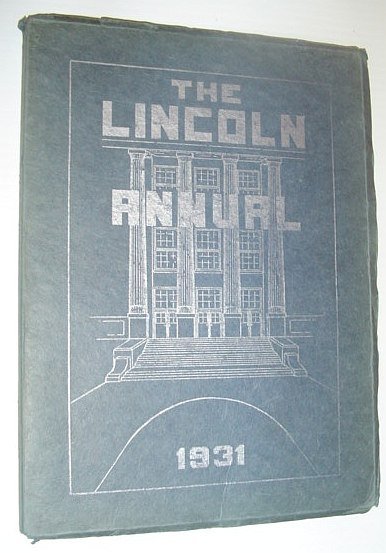 THE
LINCOLN
ANNUAL
1931